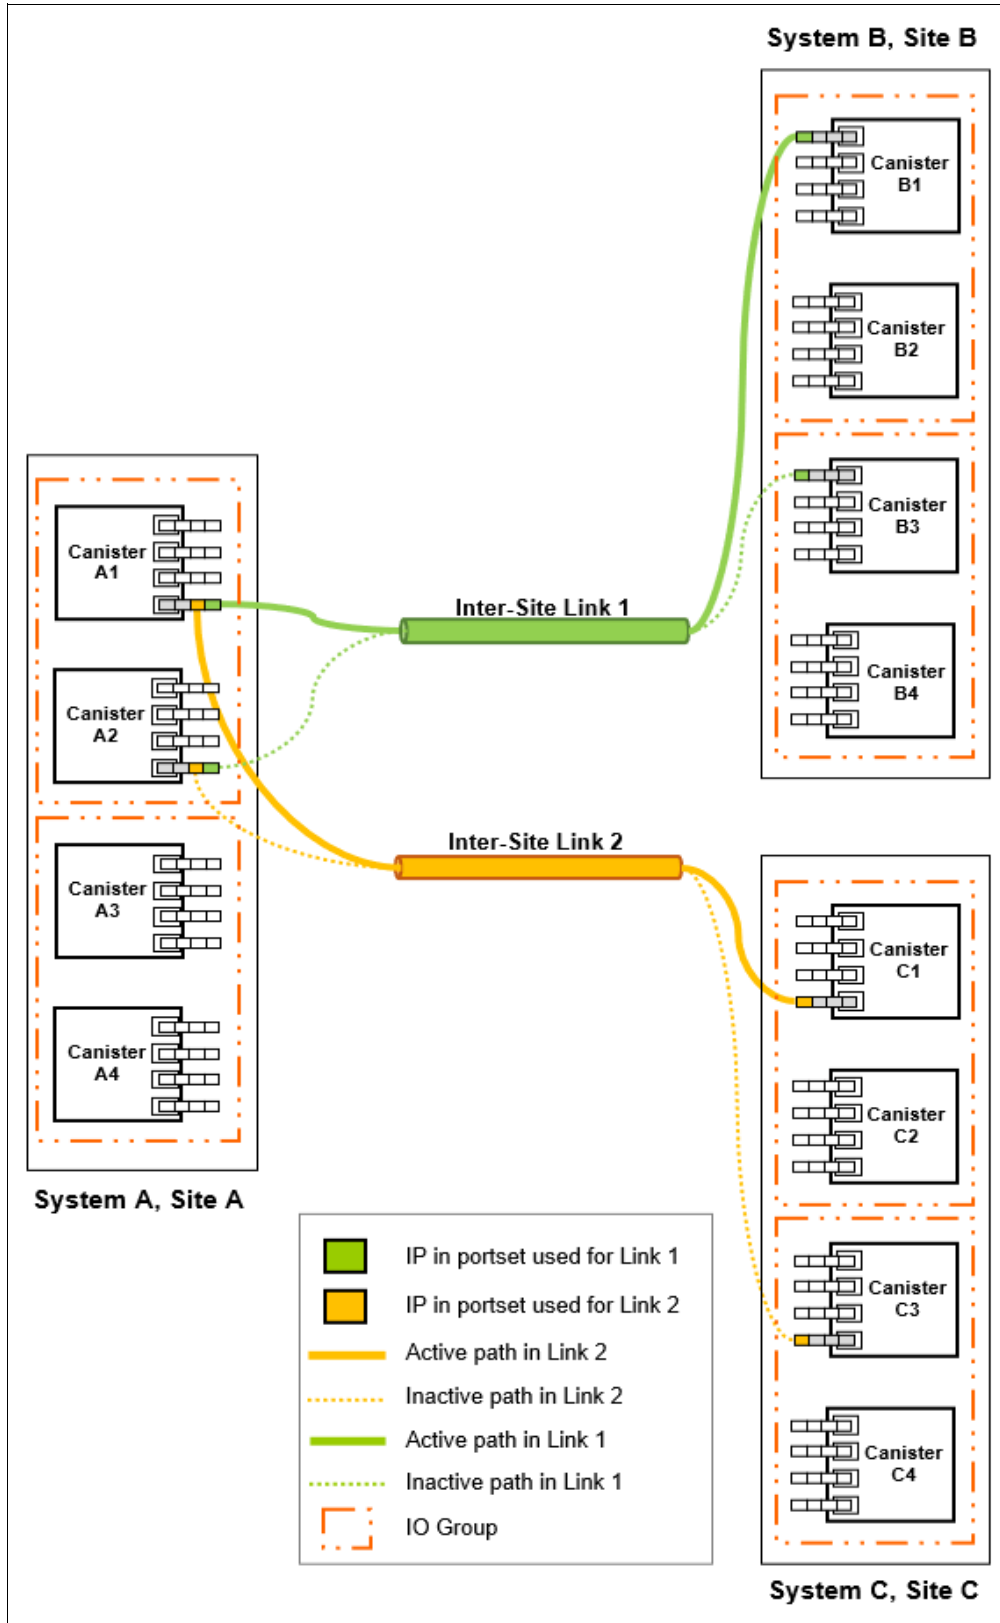 System B, Site B
Canister
B1
Canister
B2
Canister
B3
Canister
B4
Canister
A1
Canister
A2
Canister
A3
Canister
A4
System A, Site A
Inter-Site Link 1
Inter-Site Link 2
Canister
C1
Canister
C2
Canister
C3
Canister
C4
System C, Site C
IP in portset used for Link 1
IP in portset used for Link 2
Active path in Link 2
Inactive path in Link 2
Active path in Link 1
Inactive path in Link 1
IO Group